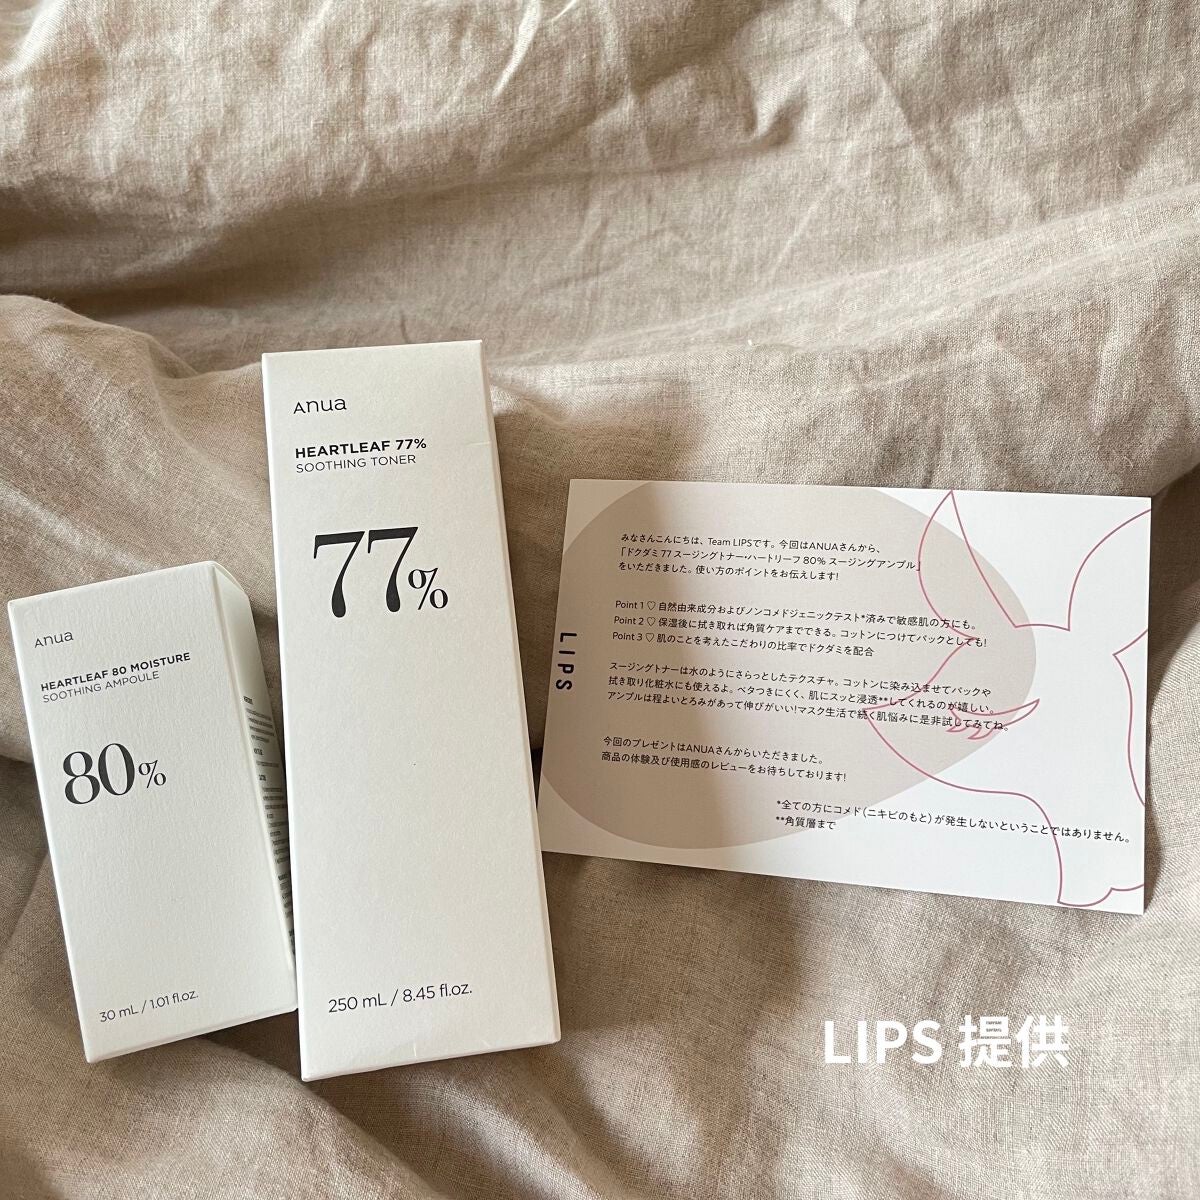 Anua
HEARTLEAF 80 MOISTURE
SOOTHING AMPOULE
80%
30 mL / 1.01 fl.oz.
Anua
HEARTLEAF 77%
SOOTHING TONER
77%
250 mL / 8.45 fl.oz.
LIPS
みなさんこんにちは、Team LIPSです。今回はANUAさんから、
「ドクダミ 77 スージングトナー・ハートリーフ 80% スージングアンプル」
をいただきました。使い方のポイントをお伝えします!
Point 1 ♡ 自然由来成分およびノンコメドジェニックテスト*済みで敏感肌の方にも。
Point 2 ♡ 保湿後に拭き取れば角質ケアまでできる。コットンにつけてパックとしても!
Point 3 ♡ 肌のことを考えたこだわりの比率でドクダミを配合
スージングトナーは水のようにさらっとしたテクスチャ。コットンに染み込ませてパックや
拭き取り化粧水にも使えるよ。ベタつきにくく、肌にスッと浸透**してくれるのが嬉しい。
アンプルは程よいとろみがあって伸びがいい!マスク生活で続く肌悩みに是非試してみてね。
今回のプレゼントはANUAさんからいただきました。
商品の体験及び使用感のレビューをお待ちしております!
*全ての方にコメド(ニキビのもと)が発生しないということではありません。
**角質層まで
LIPS 提供